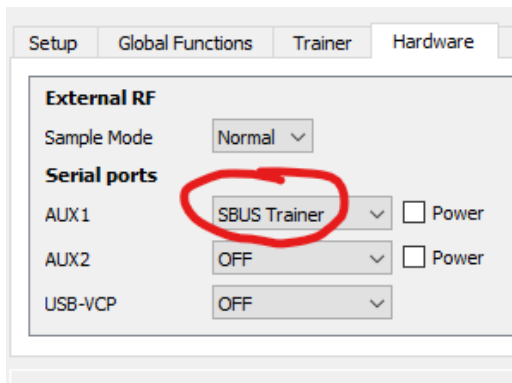 Setup Global Functions Trainer Hardware
External RF
Sample Mode Normal
Serial ports
AUX1 SBUS Trainer Power
AUX2 OFF Power
USB-VCP OFF